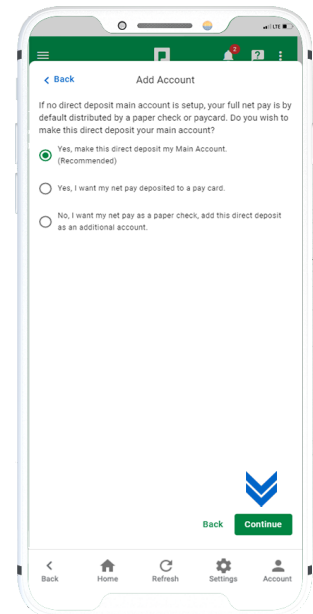 LTE
2
?
Back
Add Account
If no direct deposit main account is setup, your full net pay is by
default distributed by a paper check or paycard. Do you wish to
make this direct deposit your main account?
Yes, make this direct deposit my Main Account.
(Recommended)
Yes, I want my net pay deposited to a pay card.
No, I want my net pay as a paper check, add this direct deposit
as an additional account.
Back Continue
Back Home Refresh Settings Account